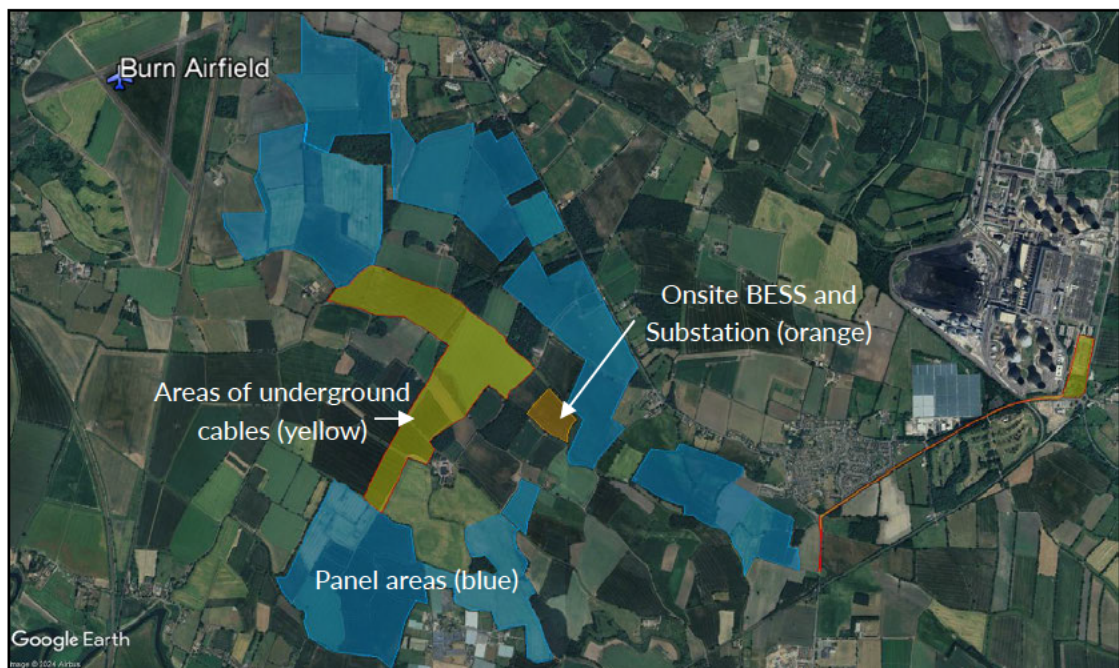 Burn Airfield
Onsite BESS and
Substation (orange)
Areas of underground
cables (yellow)
Panel areas (blue)
Google Earth
Image © 2024 Airbus